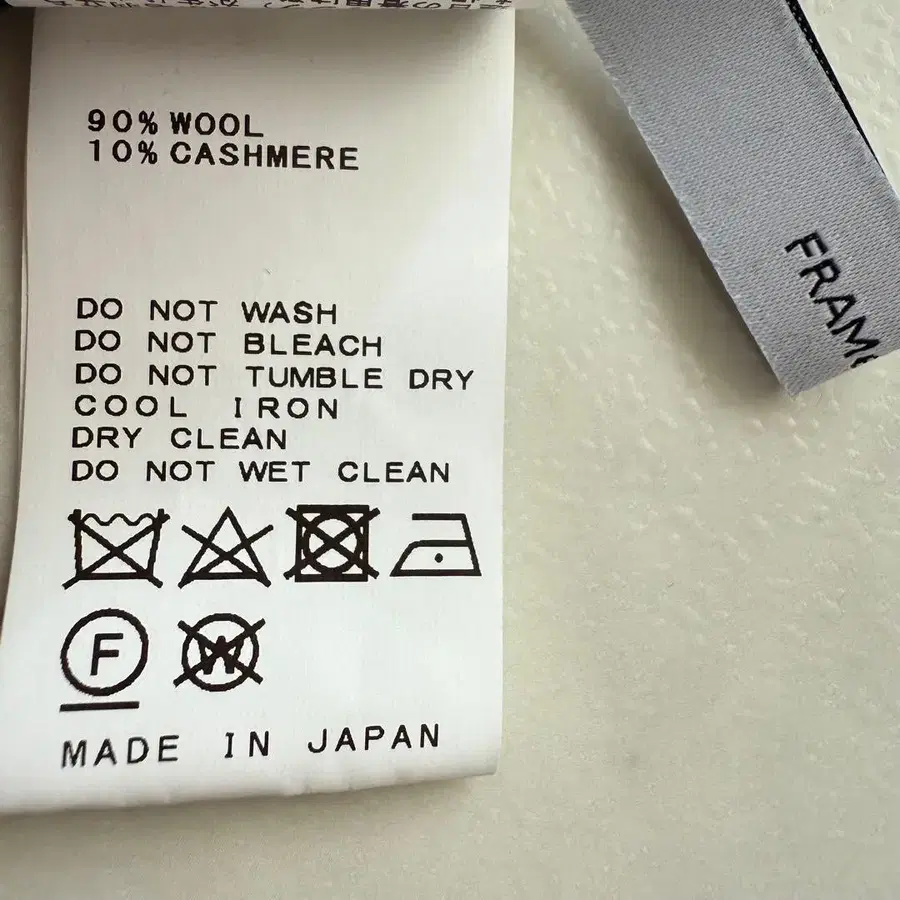 90% WOOL
10% CASHMERE
DO NOT WASH
DO NOT BLEACH
DO NOT TUMBLE DRY
COOL IRON
DRY CLEAN
DO NOT WET CLEAN
F
W
MADE IN JAPAN